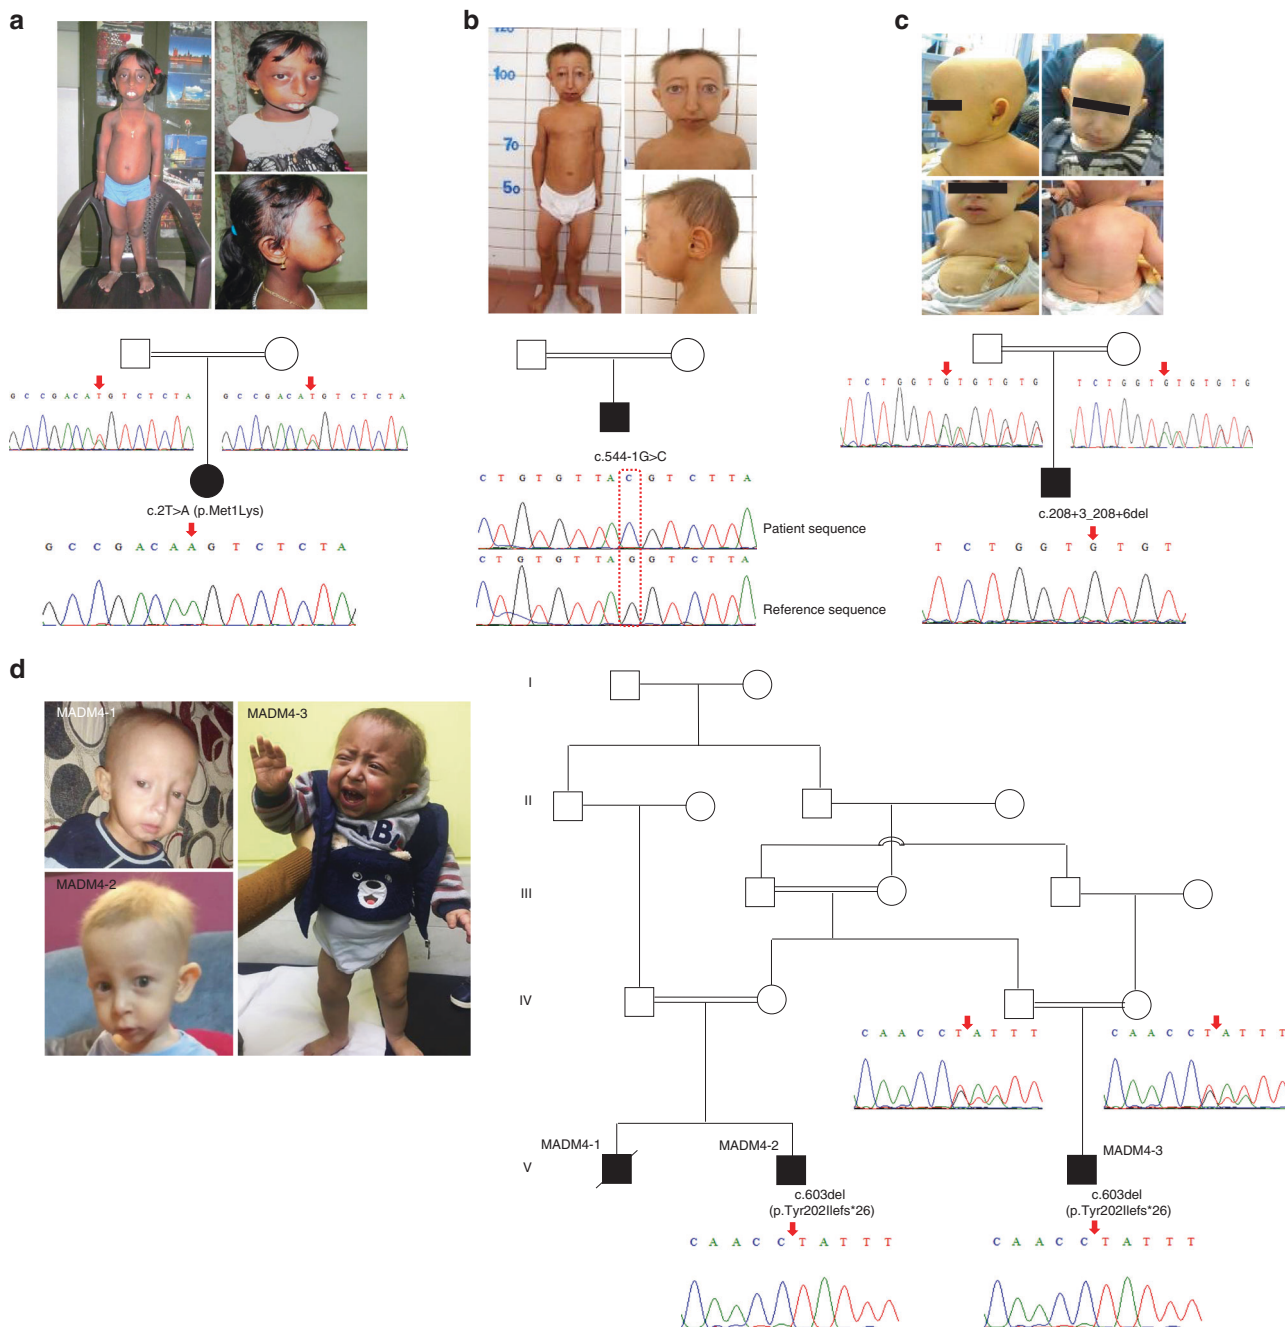 a
b
c
120
100
70
50
G C C G A C A T G T C T C T A
G C C G A C A T G T C T C T A
c.2T>A (p.Met1Lys)
G C C G A C A A G T C T C T A
c.544-1G>C
C T G T G T T A C G T C T T A
Patient sequence
C T G T G T T A G G T C T T A
Reference sequence
T C T G G T G T G T G T G
T C T G G T G T G T G T G
c.208+3_208+6del
T C T G G T G T G T
d
MADM4-1
MADM4-2
MADM4-3
I
II
III
IV
V
C A A C C T A T T T
C A A C C T A T T T
MADM4-1
MADM4-2
MADM4-3
c.603del
(p.Tyr202Ilefs*26)
c.603del
(p.Tyr202Ilefs*26)
C A A C C T A T T T
C A A C C T A T T T